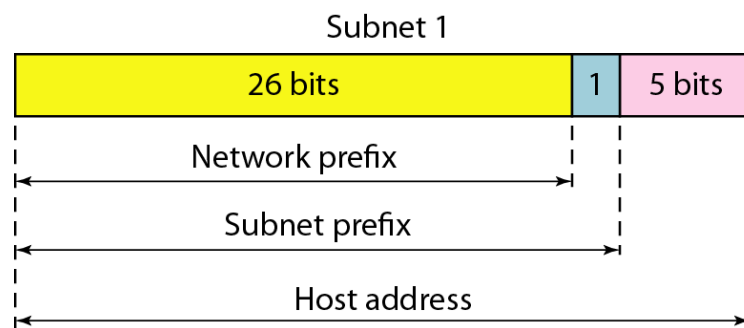 Subnet 1
26 bits 1 5 bits
Network prefix
Subnet prefix
Host address